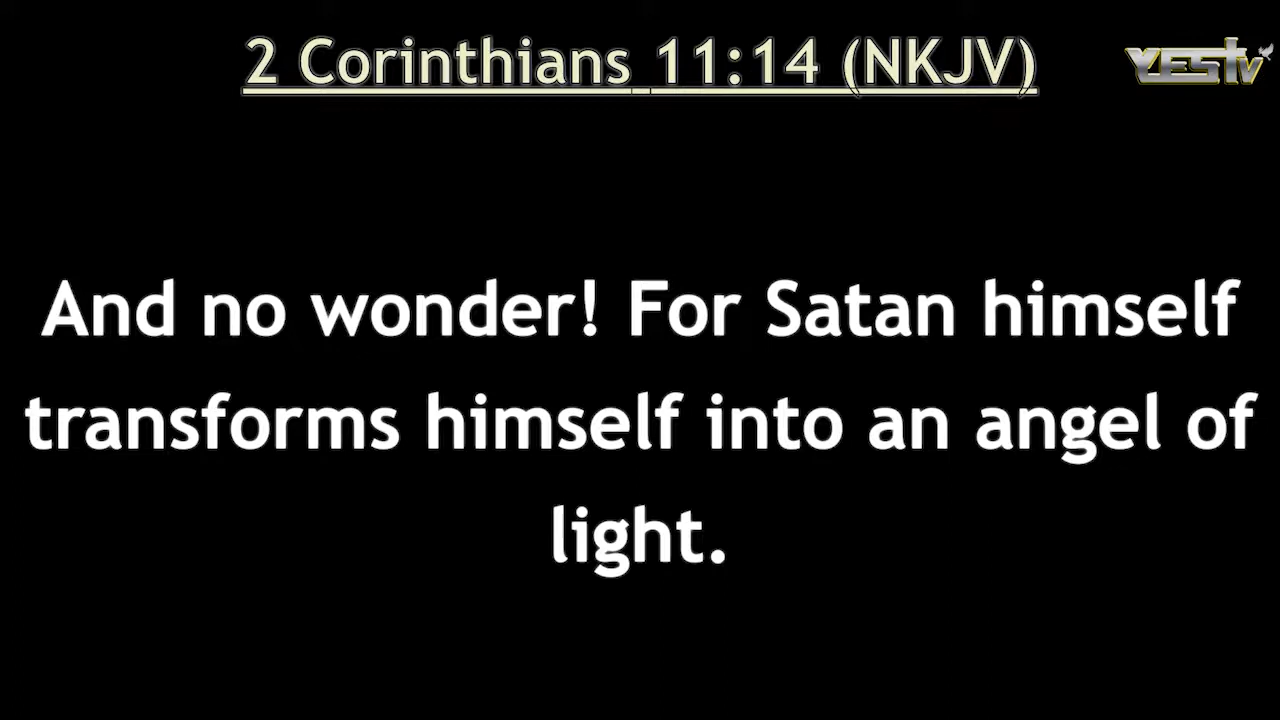 2 Corinthians 11:14 (NKJV)
YESTV
And no wonder! For Satan himself
transforms himself into an angel of
light.